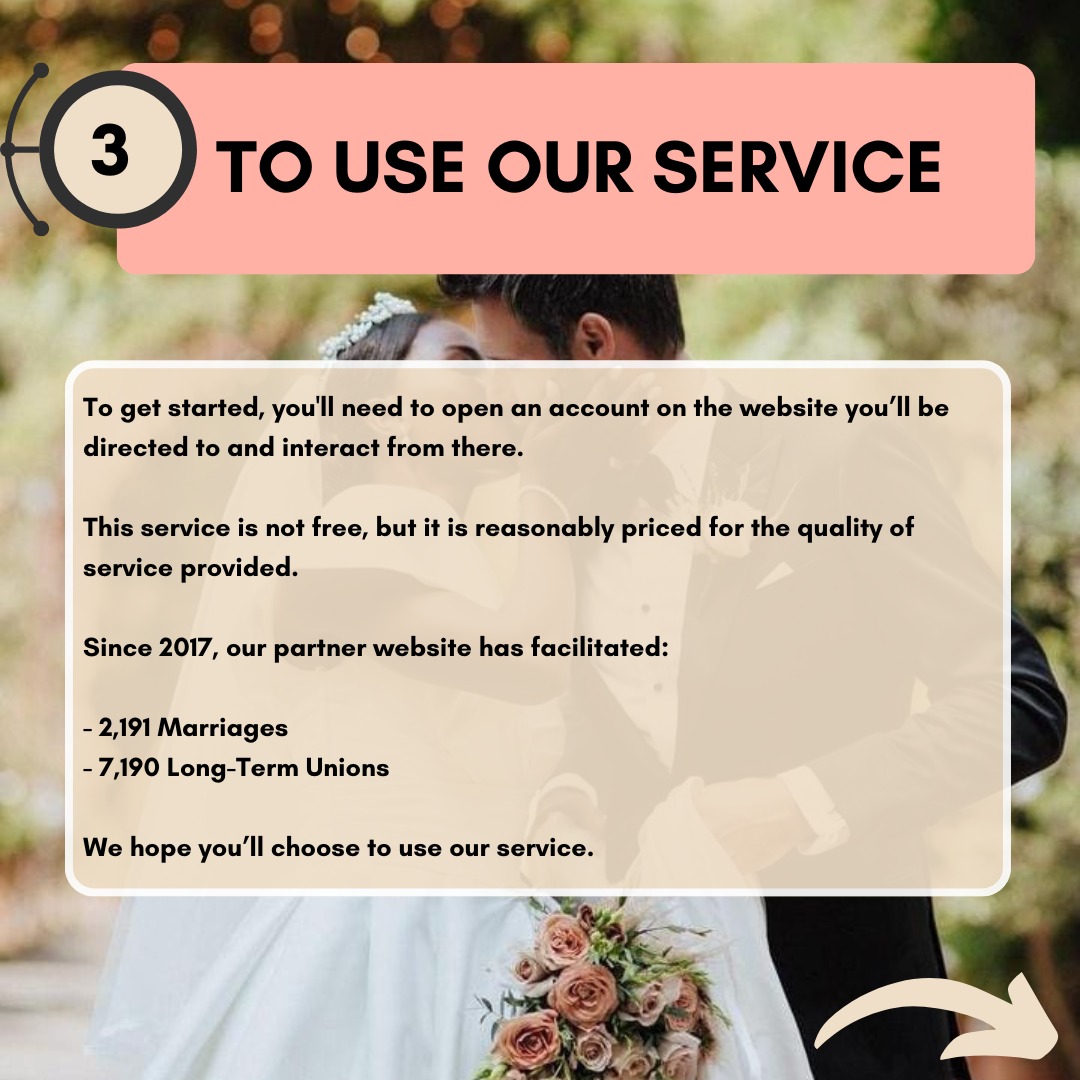 3
TO USE OUR SERVICE
To get started, you'll need to open an account on the website you’ll be
directed to and interact from there.
This service is not free, but it is reasonably priced for the quality of
service provided.
Since 2017, our partner website has facilitated:
- 2,191 Marriages
- 7,190 Long-Term Unions
We hope you’ll choose to use our service.